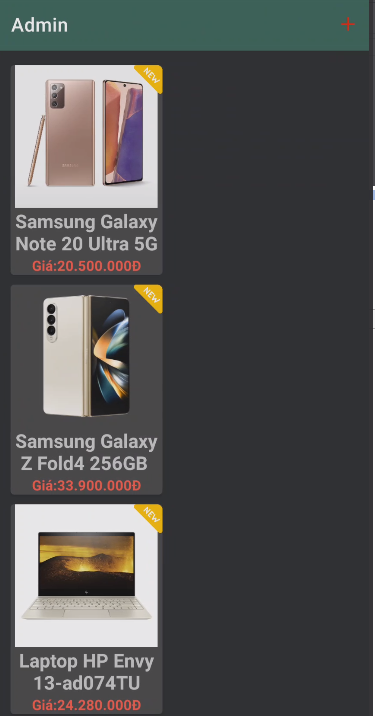 Admin
NEW
Samsung Galaxy
Note 20 Ultra 5G
Giá:20.500.000Đ
NEW
Samsung Galaxy
Z Fold4 256GB
Giá:33.900.000Đ
NEW
Laptop HP Envy
13-ad074TU
Giá:24.280.000Đ